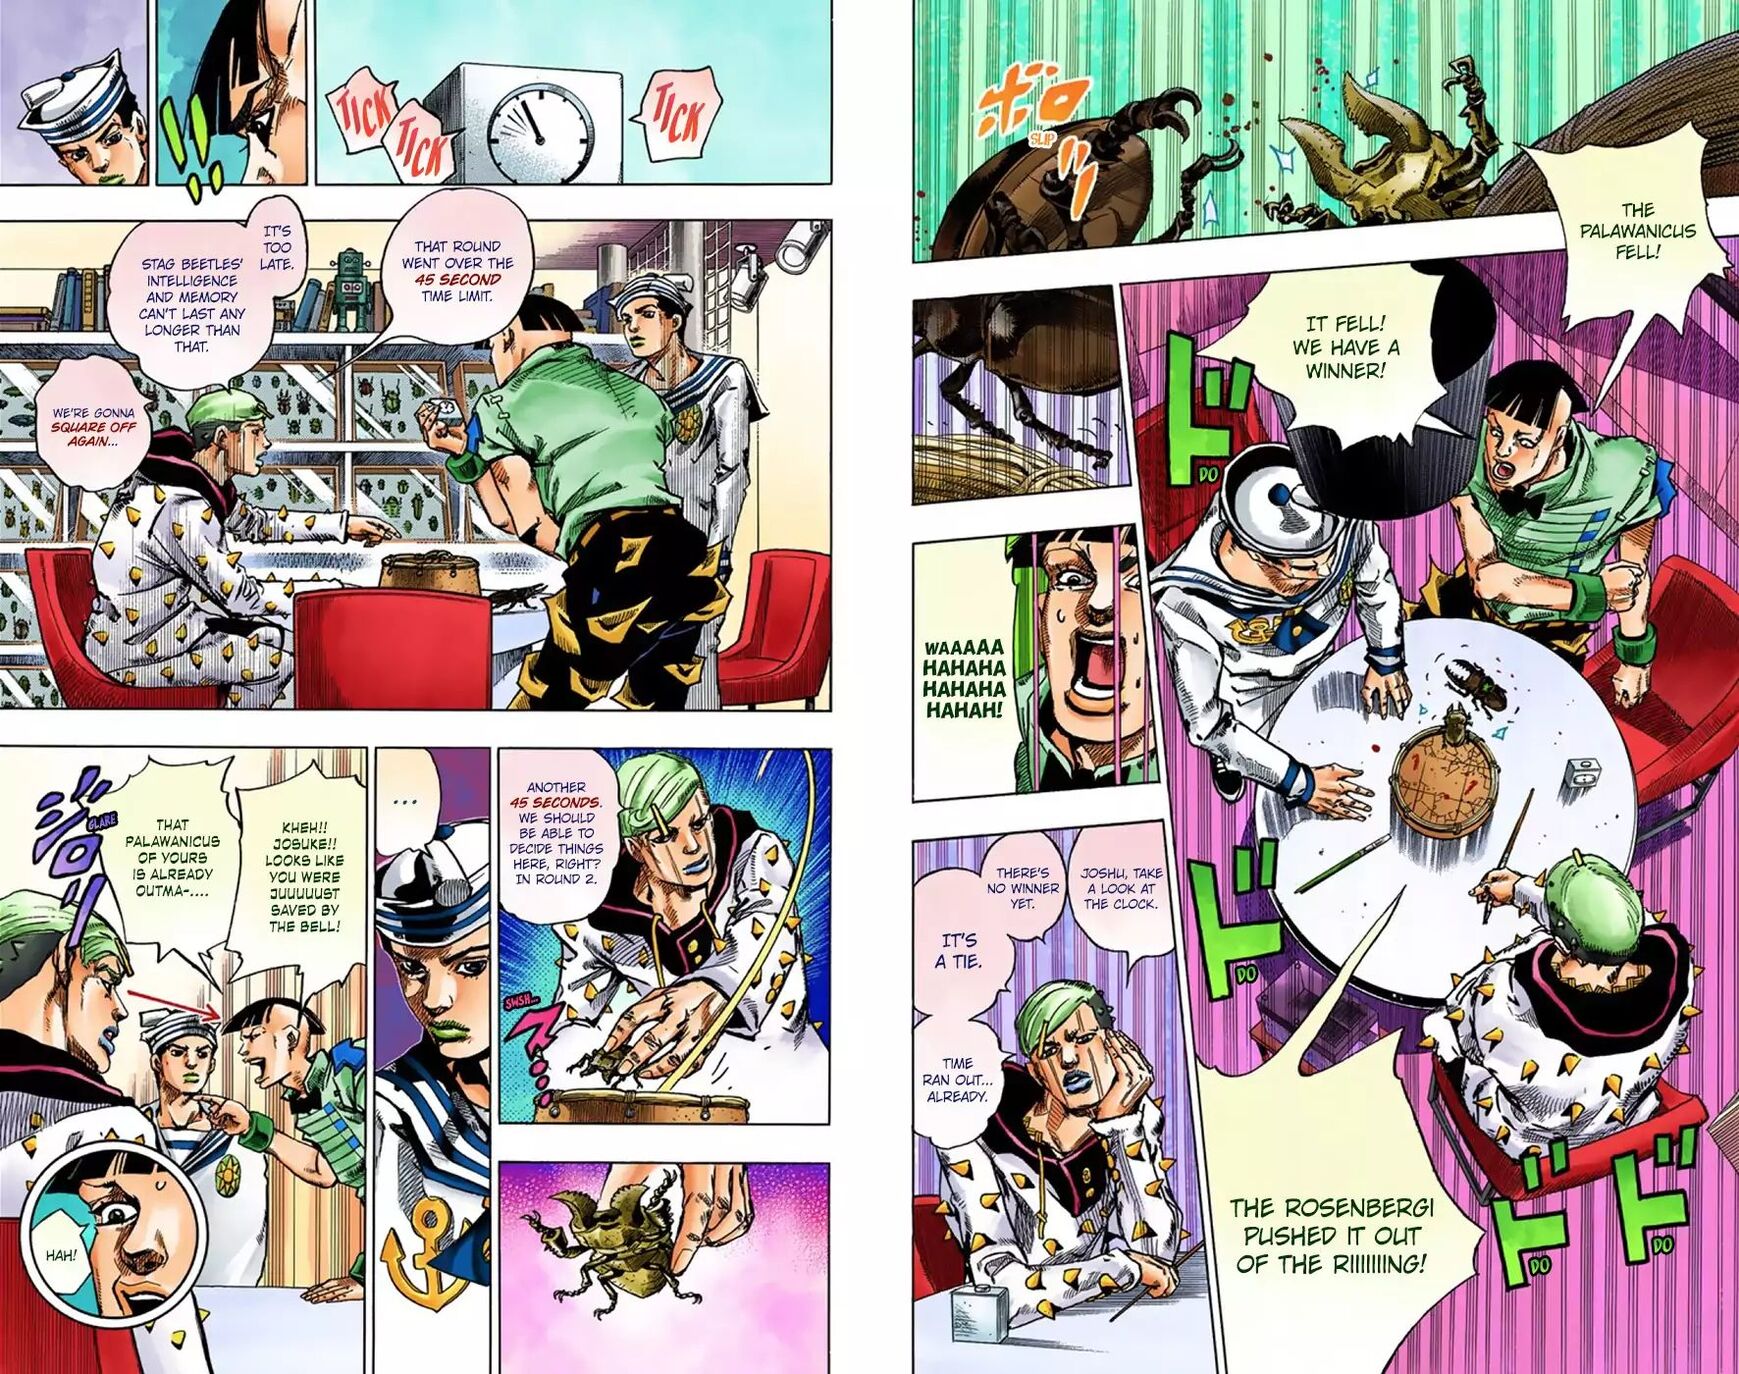 ボロ
SLIP
ッ
THE
PALAWANICUS
FELL!
IT FELL!
WE HAVE A
WINNER!
ド
DO
WAAAAA
HAHAHA
HAHAHA
HAHAH!
ド
DO
THE ROSENBERGI
PUSHED IT OUT
OF THE RIIIIIIING!
ド
DO
ド
DO
JOSHU, TAKE
A LOOK AT
THE CLOCK.
THERE'S
NO WINNER
YET.
IT'S
A TIE.
TIME
RAN OUT...
ALREADY.
TICK
TICK
TICK
!!
THAT ROUND
WENT OVER THE
45 SECOND
TIME LIMIT.
IT'S
TOO
LATE.
STAG BEETLES'
INTELLIGENCE
AND MEMORY
CAN'T LAST ANY
LONGER THAN
THAT.
WE'RE GONNA
SQUARE OFF
AGAIN...
ANOTHER
45 SECONDS.
WE SHOULD
BE ABLE TO
DECIDE THINGS
HERE, RIGHT?
IN ROUND 2.
SWSH...
ス...
...
KHEH!!
JOSUKE!!
LOOKS LIKE
YOU WERE
JUUUUUST
SAVED BY
THE BELL!
THAT
PALAWANICUS
OF YOURS
IS ALREADY
OUTMA-....
ジロ
GLARE
ッ
HAH!